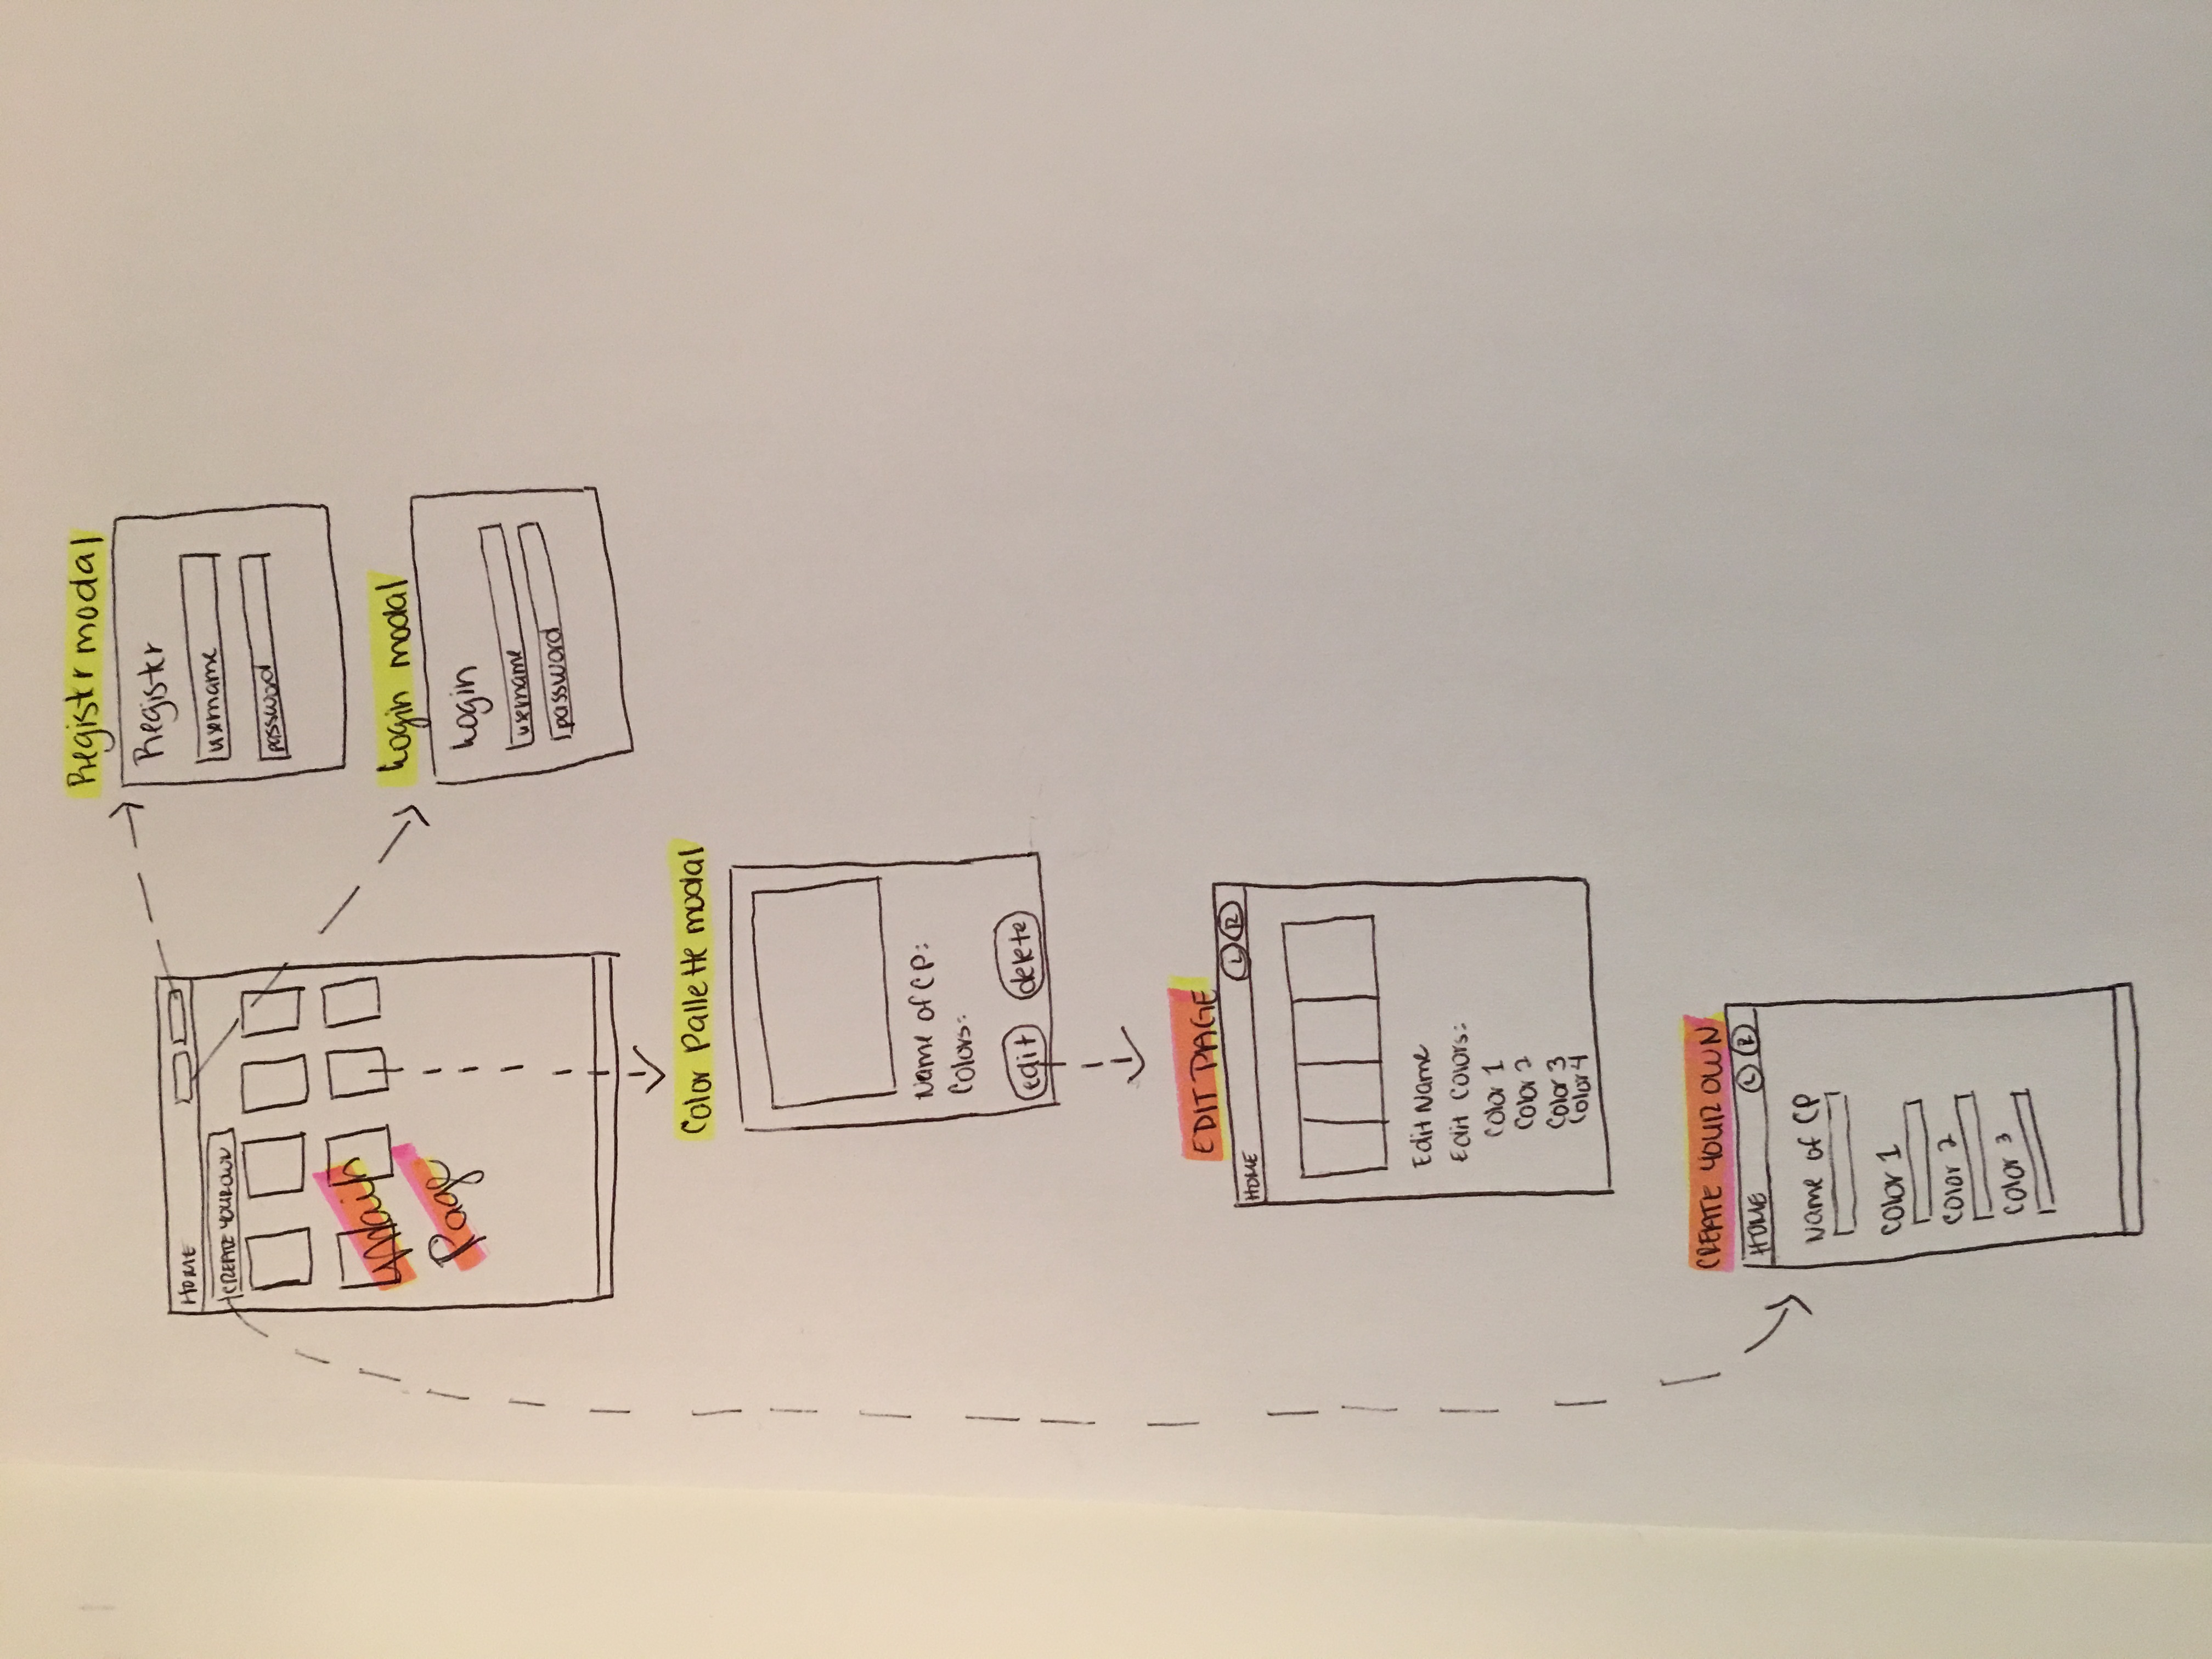 Registr modal
Register
username
password
HOME
CREATE YOUR OWN
Main
Page
Login modal
Login
username
password
Color Pallette modal
Name of CP:
Colors:
edit delete
EDIT PAGE
HOME L R
Edit Name
Edit Colors:
Color 1
Color 2
Color 3
Color 4
CREATE YOUR OWN
HOME L R
Name of CP
Color 1
Color 2
Color 3